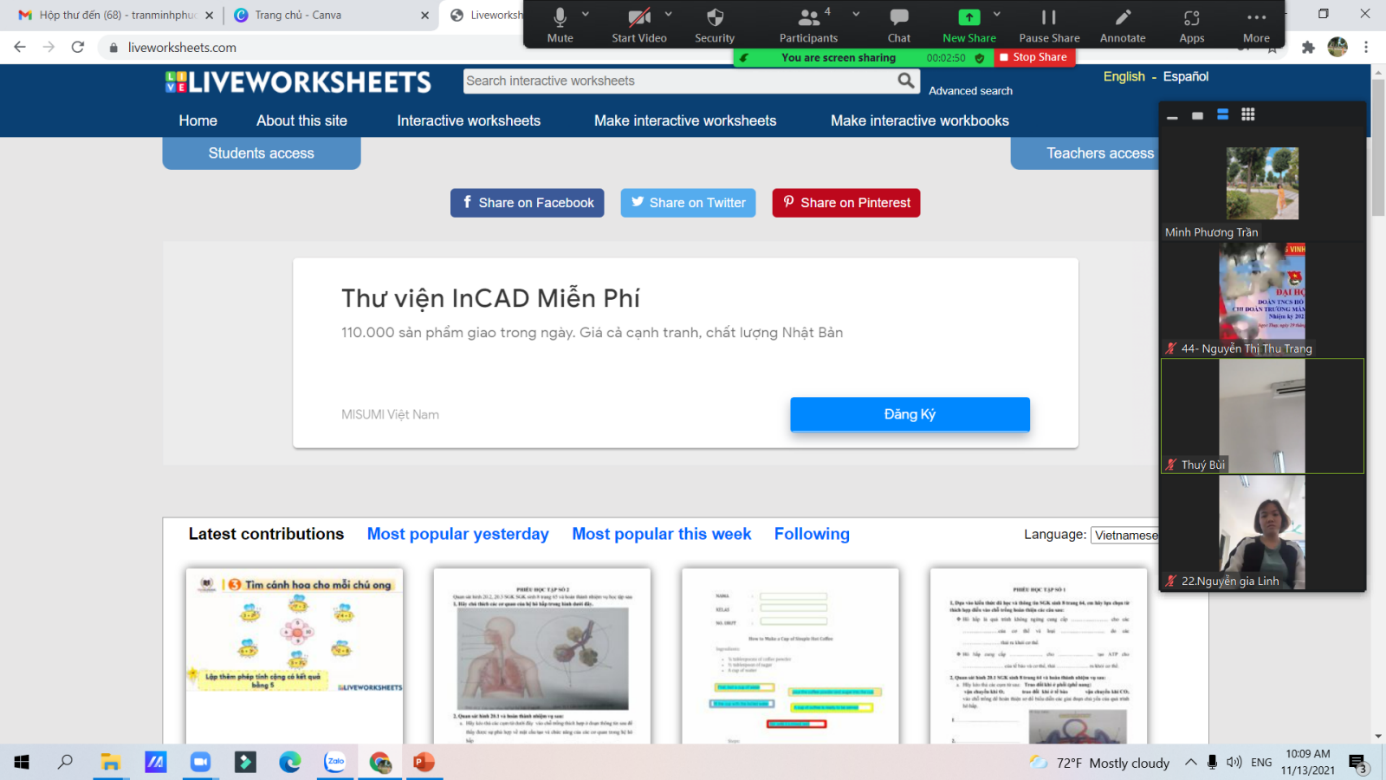 Hộp thư đến (68) - tranminhphuc
Trang chủ - Canva
Liveworksh
Mute
Start Video
Security
4
Participants
Chat
New Share
Pause Share
Annotate
Apps
More
liveworksheets.com
You are screen sharing
00:02:50
Stop Share
LIVEWORKSHEETS
Search interactive worksheets
Advanced search
English - Español
Home
About this site
Interactive worksheets
Make interactive worksheets
Make interactive workbooks
Students access
Teachers access
Share on Facebook
Share on Twitter
Share on Pinterest
Minh Phương Trần
Thư viện InCAD Miễn Phí
110.000 sản phẩm giao trong ngày. Giá cả cạnh tranh, chất lượng Nhật Bản
MISUMI Việt Nam
Đăng Ký
44- Nguyễn Thị Thu Trang
Thuý Bùi
22.Nguyễn gia Linh
Latest contributions
Most popular yesterday
Most popular this week
Following
Language: Vietnamese
3 Tìm cánh hoa cho mỗi chú ong
Lập thêm phép tính cộng có kết quả
bằng 5
LIVEWORKSHEETS
PHIẾU HỌC TẬP SỐ 2
How to Make a Cup of Simple Hot Coffee
PHIẾU HỌC TẬP SỐ 1
Zalo
72°F Mostly cloudy
ENG
10:09 AM
11/13/2021
3